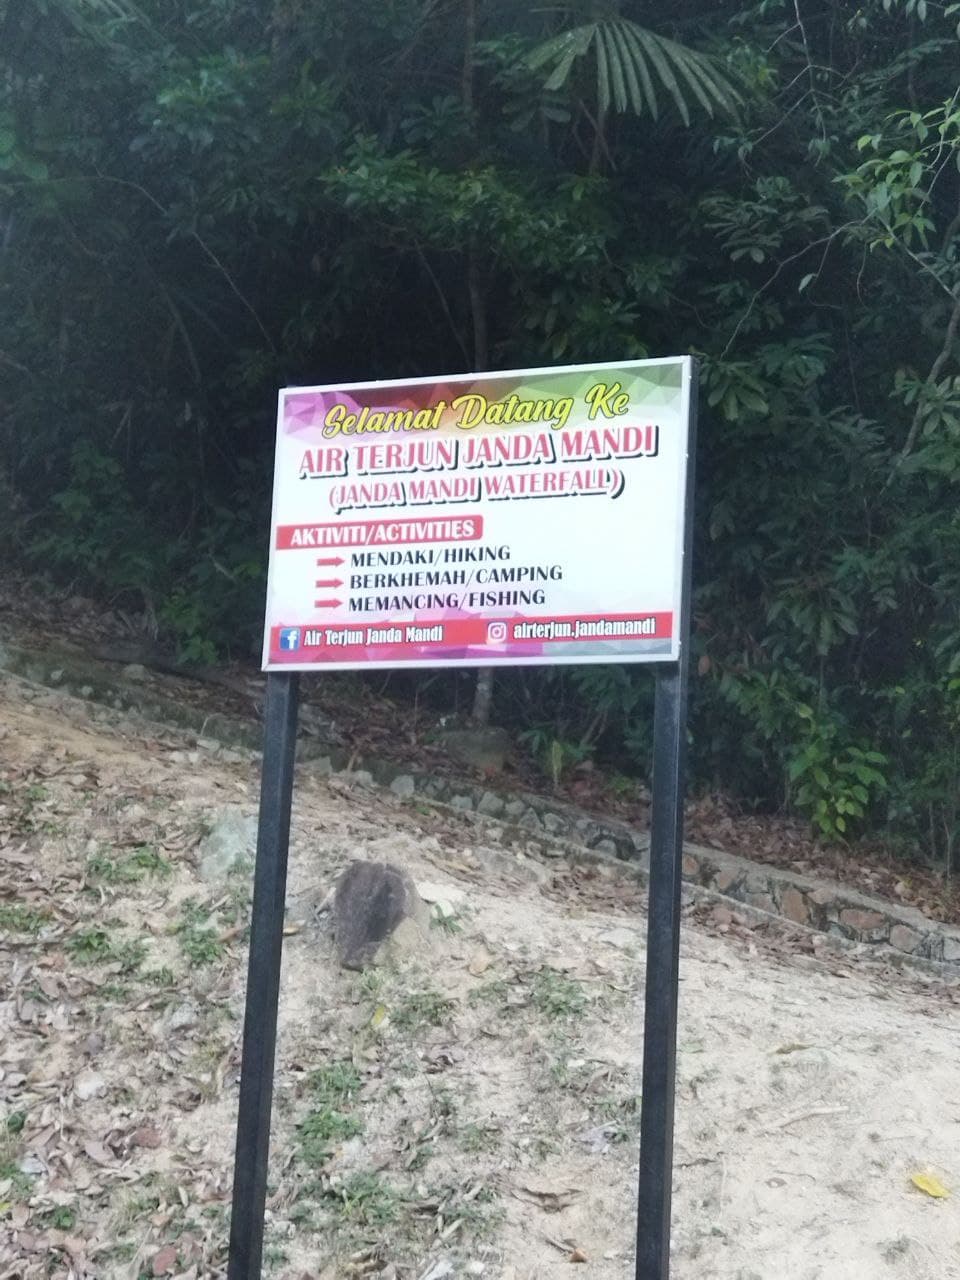 Selamat Datang Ke
AIR TERJUN JANDA MANDI
(JANDA MANDI WATERFALL)
AKTIVITI/ACTIVITIES
MENDAKI/HIKING
BERKHEMAH/CAMPING
MEMANCING/FISHING
Air Terjun Janda Mandi airterjun.jandamandi